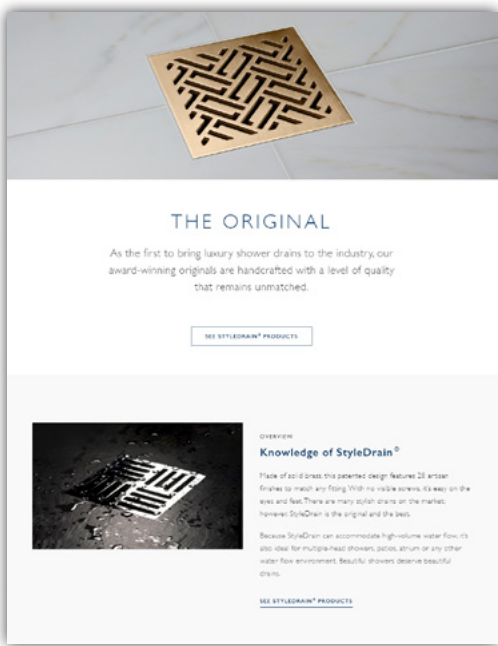 THE ORIGINAL
As the first to bring luxury shower drains to the industry, our
award-winning originals are handcrafted with a level of quality
that remains unmatched.
SEE STYLEDRAIN® PRODUCTS
OVERVIEW
Knowledge of StyleDrain®
Made of solid brass, this patented design features 28 artisan
finishes to match any fitting. With no visible screws, it's easy on the
eyes and feet. There are many stylish drains on the market;
however, StyleDrain is the original and the best.
Because StyleDrain can accommodate high-volume water flow, it's
also ideal for multiple-head showers, patios, atrium or any other
water flow environment. Beautiful showers deserve beautiful
drains.
SEE STYLEDRAIN® PRODUCTS